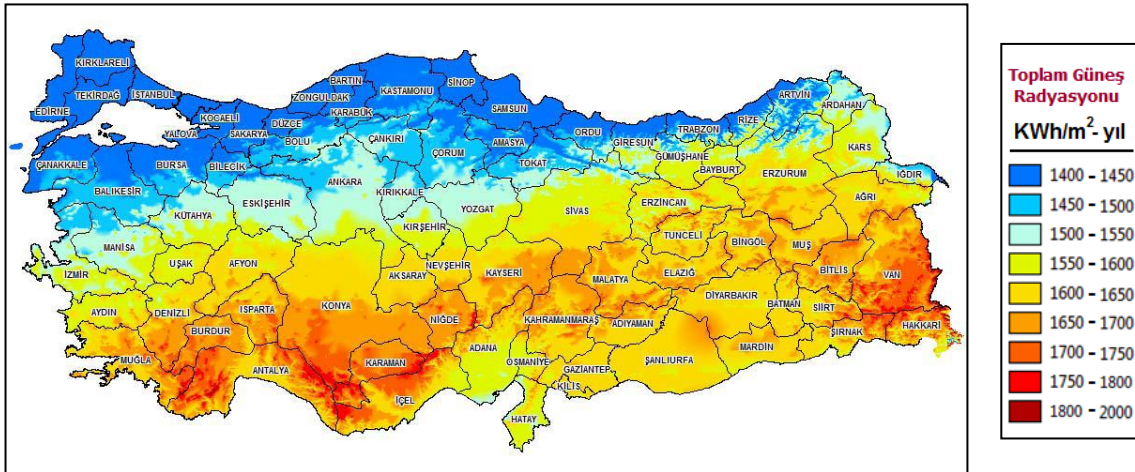 KIRKLARELİ
TEKİRDAĞ
İSTANBUL
EDİRNE
KOCAELİ
YALOVA
SAKARYA
DÜZCE
ZONGULDAK
BARTIN
KARABÜK
KASTAMONU
SİNOP
SAMSUN
BOLU
ÇANKIRI
ÇORUM
AMASYA
TOKAT
ORDU
GİRESUN
TRABZON
RİZE
ARTVİN
ARDAHAN
GÜMÜŞHANE
BAYBURT
ERZURUM
KARS
IĞDIR
ÇANAKKALE
BURSA
BİLECİK
BALIKESİR
KÜTAHYA
ESKİŞEHİR
ANKARA
KIRIKKALE
YOZGAT
KIRŞEHİR
SİVAS
ERZİNCAN
TUNCELİ
BİNGÖL
MUŞ
AĞRI
MANİSA
İZMİR
UŞAK
AFYON
AKSARAY
NEVŞEHİR
KAYSERİ
MALATYA
ELAZIĞ
BİTLİS
VAN
AYDIN
DENİZLİ
ISPARTA
BURDUR
KONYA
NİĞDE
KAHRAMANMARAŞ
ADIYAMAN
DİYARBAKIR
BATMAN
SİİRT
ŞIRNAK
HAKKARİ
MUĞLA
ANTALYA
KARAMAN
İÇEL
ADANA
OSMANİYE
GAZİANTEP
KİLİS
ŞANLIURFA
MARDİN
HATAY
Toplam Güneş
Radyasyonu
KWh/m²- yıl
1400 - 1450
1450 - 1500
1500 - 1550
1550 - 1600
1600 - 1650
1650 - 1700
1700 - 1750
1750 - 1800
1800 - 2000